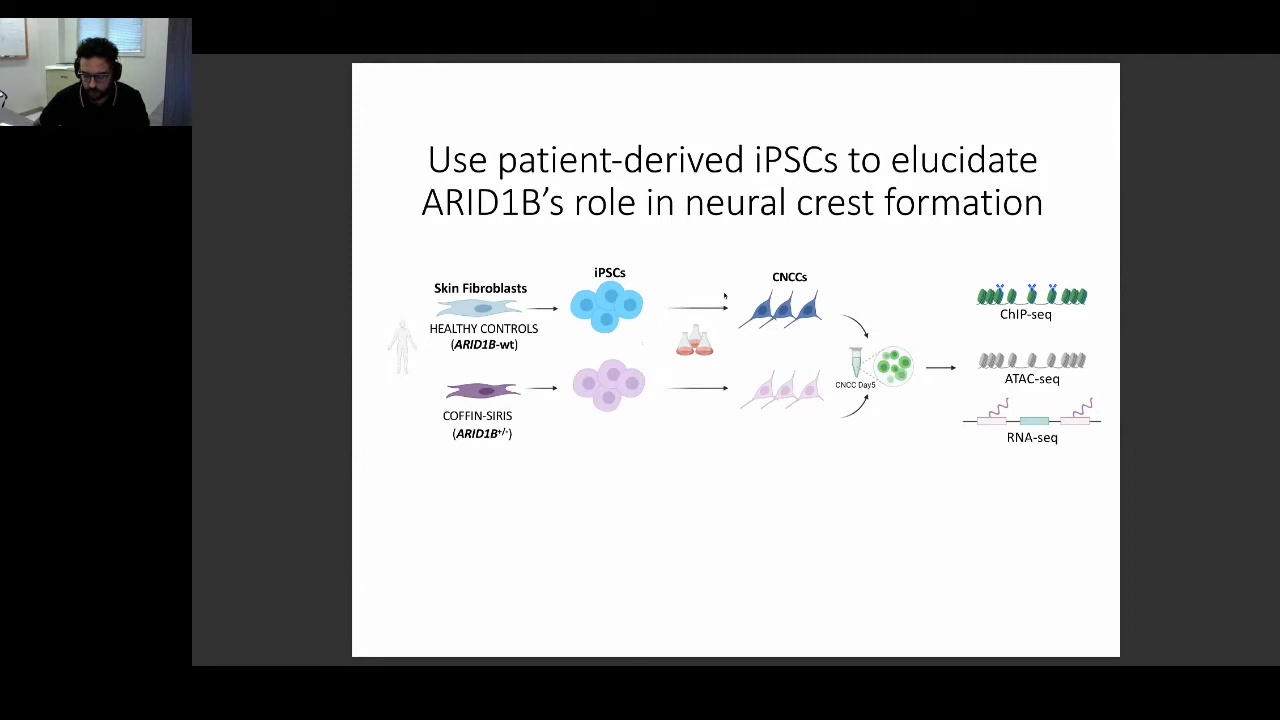 Use patient-derived iPSCs to elucidate
ARID1B’s role in neural crest formation
iPSCs
CNCCs
Skin Fibroblasts
HEALTHY CONTROLS
(ARID1B-wt)
COFFIN-SIRIS
(ARID1B+/-)
CNCC Day5
ChIP-seq
ATAC-seq
RNA-seq